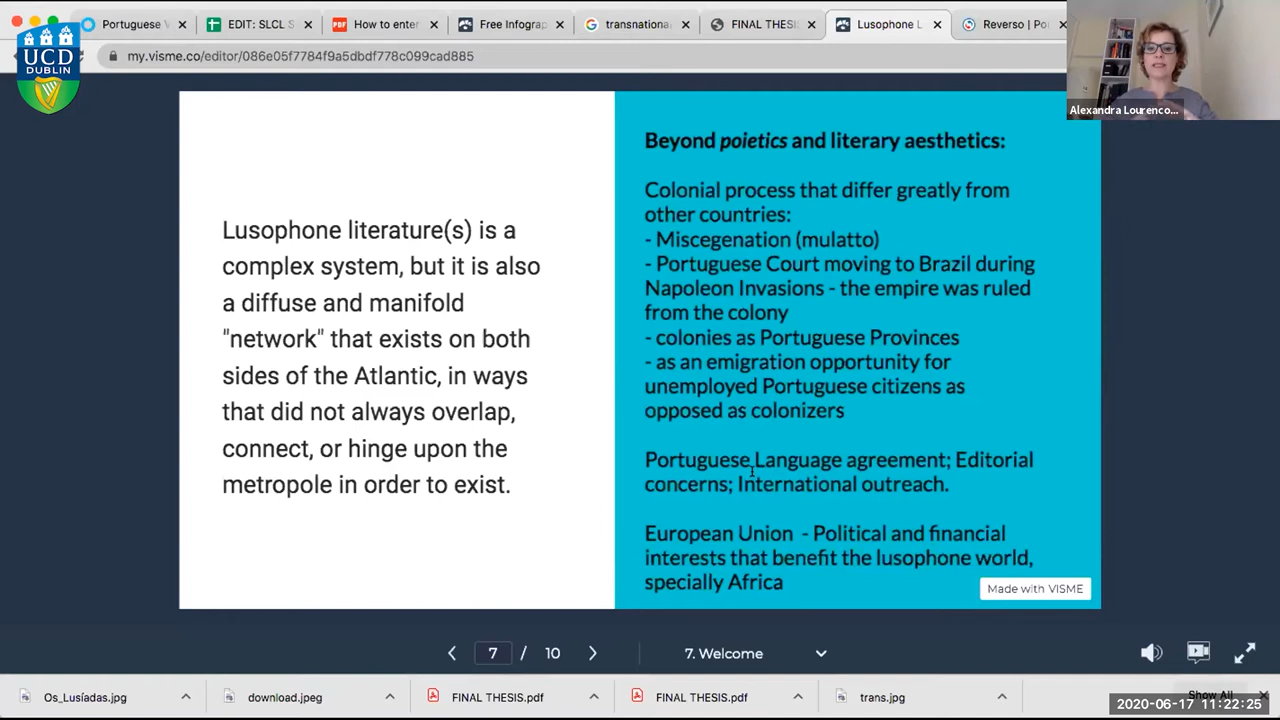 Portuguese V
EDIT: SLCL S
How to enter
Free Infograp
transnationa
FINAL THES
Lusophone L
Reverso | Po
my.visme.co/editor/086e05f7784f9a5dbdf778c099cad885
UCD
DUBLIN
Alexandra Lourenco...
Lusophone literature(s) is a
complex system, but it is also
a diffuse and manifold
"network" that exists on both
sides of the Atlantic, in ways
that did not always overlap,
connect, or hinge upon the
metropole in order to exist.
Beyond poietics and literary aesthetics:
Colonial process that differ greatly from
other countries:
- Miscegenation (mulatto)
- Portuguese Court moving to Brazil during
Napoleon Invasions - the empire was ruled
from the colony
- colonies as Portuguese Provinces
- as an emigration opportunity for
unemployed Portuguese citizens as
opposed as colonizers
Portuguese Language agreement; Editorial
concerns; International outreach.
European Union - Political and financial
interests that benefit the lusophone world,
specially Africa
Made with VISME
7 / 10
7. Welcome
Os_Lusíadas.jpg
download.jpeg
FINAL THESIS.pdf
FINAL THESIS.pdf
trans.jpg
Show All
2020-06-17 11:22:25